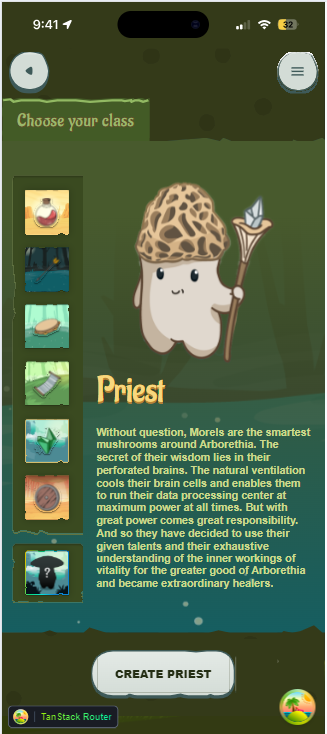 9:41
32
Choose your class
?
Priest
Without question, Morels are the smartest
mushrooms around Arborethia. The
secret of their wisdom lies in their
perforated brains. The natural ventilation
cools their brain cells and enables them
to run their data processing center at
maximum power at all times. But with
great power comes great responsibility.
And so they have decided to use their
given talents and their exhaustive
understanding of the inner workings of
vitality for the greater good of Arborethia
and became extraordinary healers.
CREATE PRIEST
TanStack Router